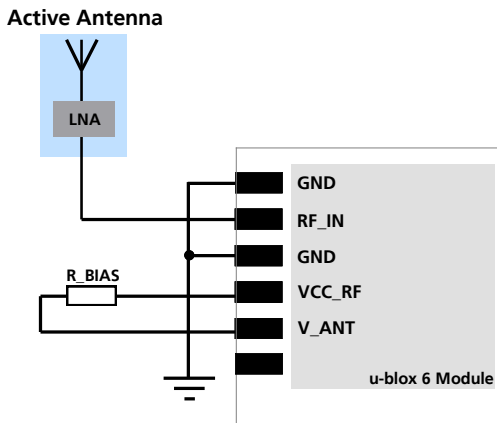 Active Antenna
LNA
GND
RF_IN
GND
R_BIAS
VCC_RF
V_ANT
u-blox 6 Module